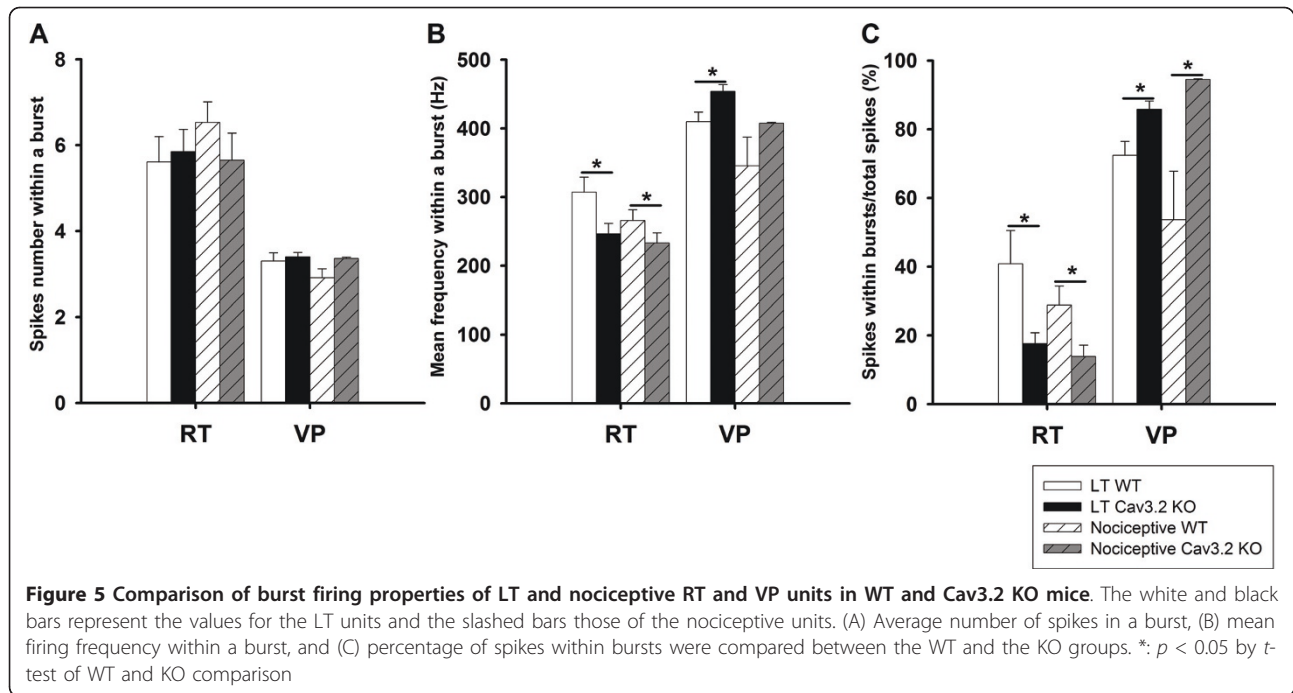 A
B
C
Spikes number within a burst
8
6
4
2
0
RT
VP
Mean frequency within a burst (Hz)
500
400
300
200
100
0
*
*
*
RT
VP
Spikes within bursts/total spikes (%)
100
80
60
40
20
0
*
*
*
*
RT
VP
LT WT
LT Cav3.2 KO
Nociceptive WT
Nociceptive Cav3.2 KO
Figure 5 Comparison of burst firing properties of LT and nociceptive RT and VP units in WT and Cav3.2 KO mice. The white and black
bars represent the values for the LT units and the slashed bars those of the nociceptive units. (A) Average number of spikes in a burst, (B) mean
firing frequency within a burst, and (C) percentage of spikes within bursts were compared between the WT and the KO groups. *: p < 0.05 by t-
test of WT and KO comparison